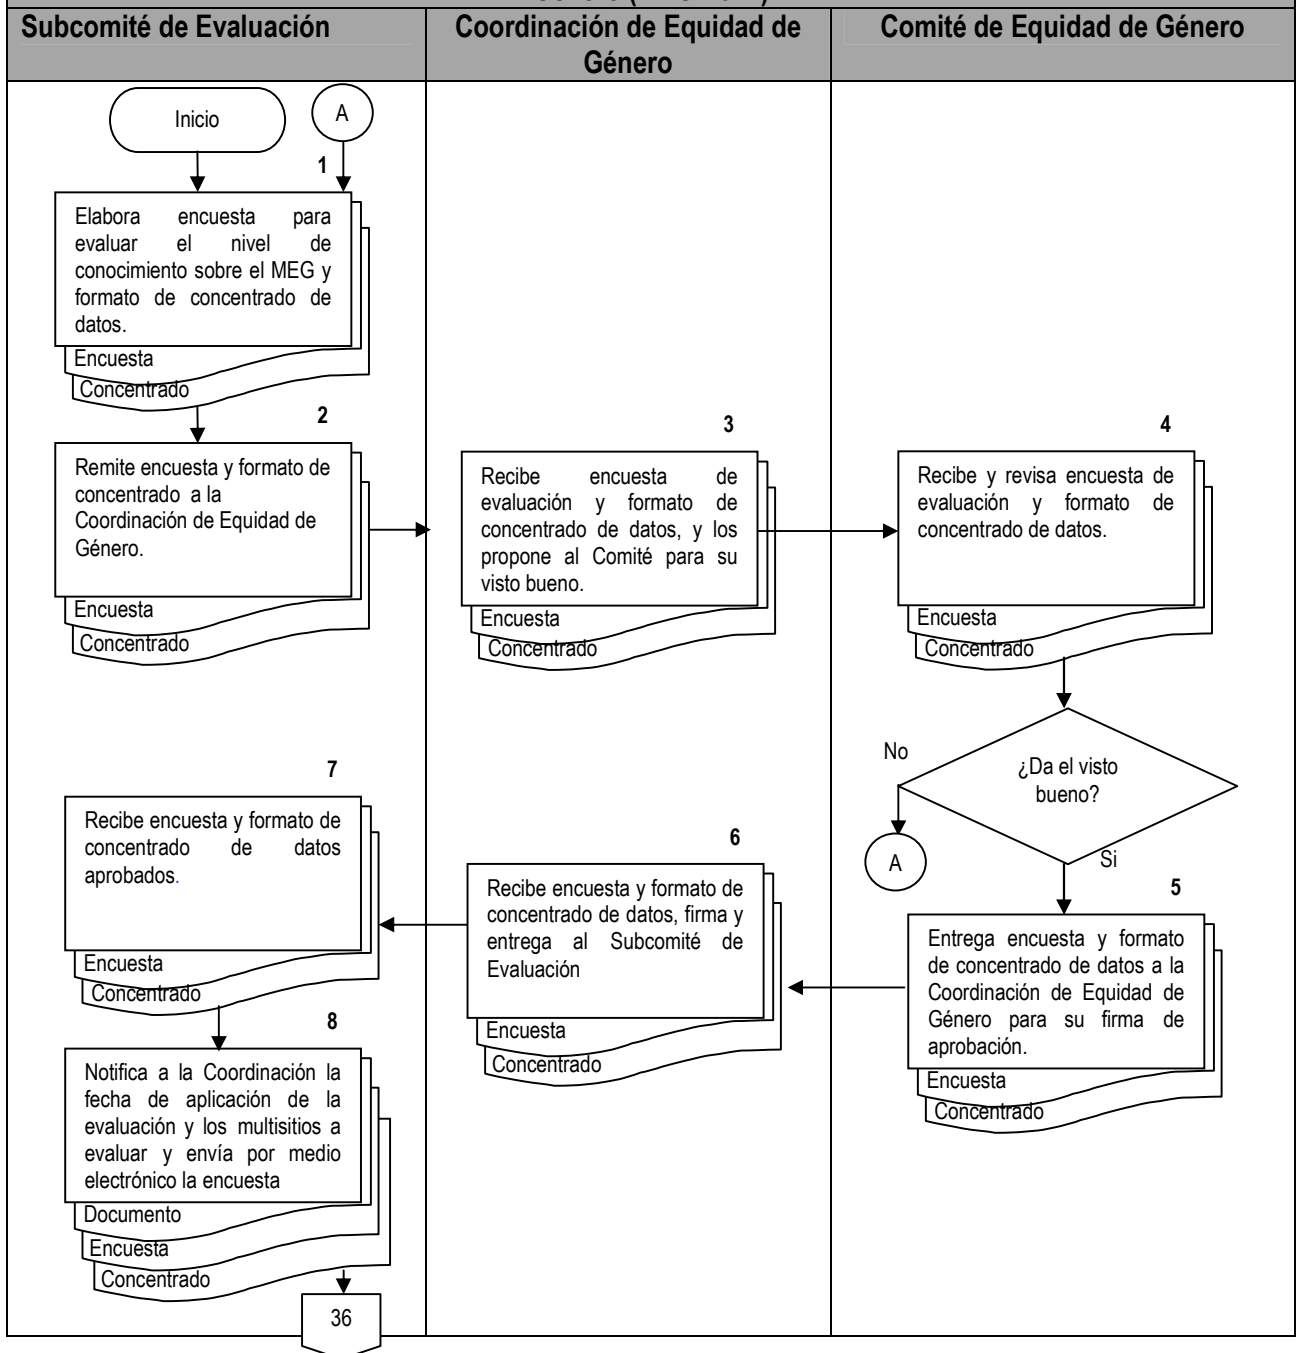 Subcomité de Evaluación
Coordinación de Equidad de
Género
Comité de Equidad de Género
Inicio
A
1
Elabora encuesta para
evaluar el nivel de
conocimiento sobre el MEG y
formato de concentrado de
datos.
Encuesta
Concentrado
2
Remite encuesta y formato de
concentrado a la
Coordinación de Equidad de
Género.
Encuesta
Concentrado
3
Recibe encuesta de
evaluación y formato de
concentrado de datos, y los
propone al Comité para su
visto bueno.
Encuesta
Concentrado
4
Recibe y revisa encuesta de
evaluación y formato de
concentrado de datos.
Encuesta
Concentrado
No
¿Da el visto
bueno?
A
Si
5
Entrega encuesta y formato
de concentrado de datos a la
Coordinación de Equidad de
Género para su firma de
aprobación.
Encuesta
Concentrado
6
Recibe encuesta y formato de
concentrado de datos, firma y
entrega al Subcomité de
Evaluación
Encuesta
Concentrado
7
Recibe encuesta y formato de
concentrado de datos
aprobados.
Encuesta
Concentrado
8
Notifica a la Coordinación la
fecha de aplicación de la
evaluación y los multisitios a
evaluar y envía por medio
electrónico la encuesta
Documento
Encuesta
Concentrado
36